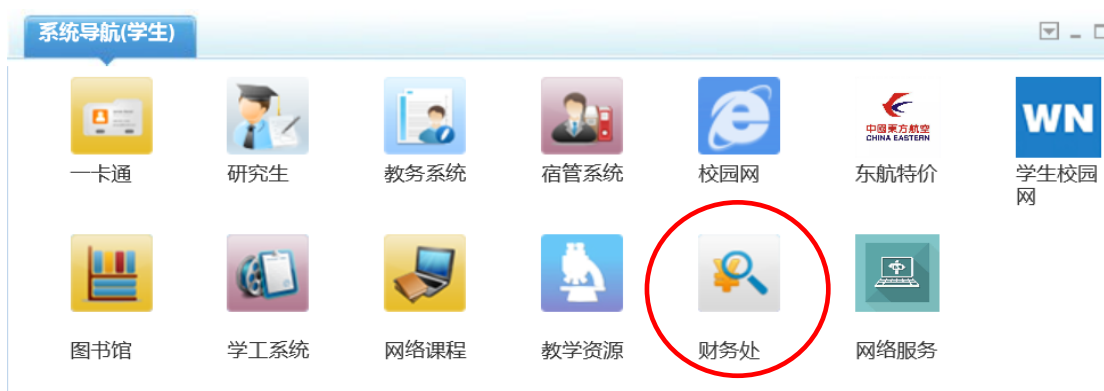 系统导航(学生)
中國東方航空
CHINA EASTERN
WN
一卡通
研究生
教务系统
宿管系统
校园网
东航特价
学生校园
网
图书馆
学工系统
网络课程
教学资源
财务处
网络服务